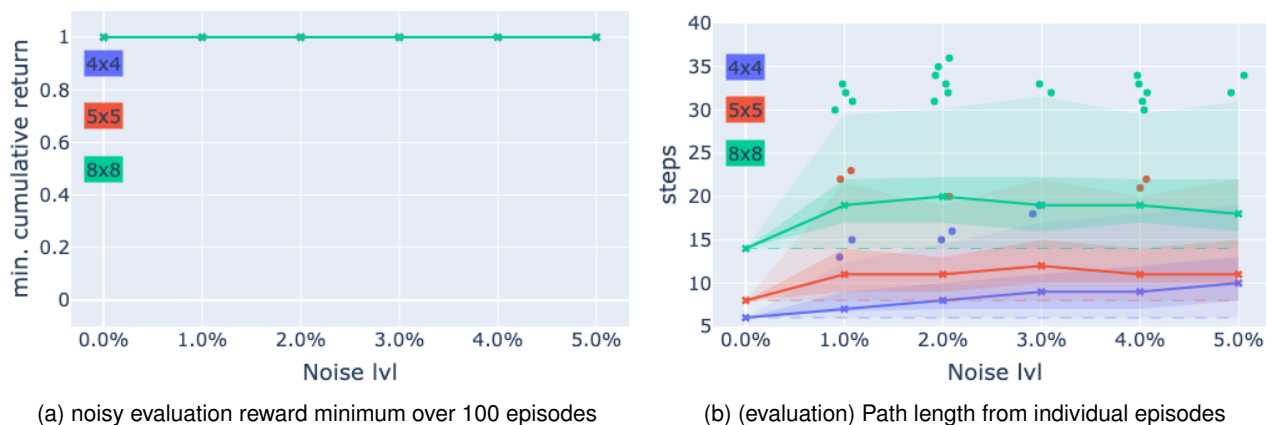 1
0.8
0.6
0.4
0.2
0
min. cumulative return
4x4
5x5
8x8
0.0% 1.0% 2.0% 3.0% 4.0% 5.0%
Noise lvl
(a) noisy evaluation reward minimum over 100 episodes
40
35
30
25
20
15
10
5
steps
4x4
5x5
8x8
0.0% 1.0% 2.0% 3.0% 4.0% 5.0%
Noise lvl
(b) (evaluation) Path length from individual episodes